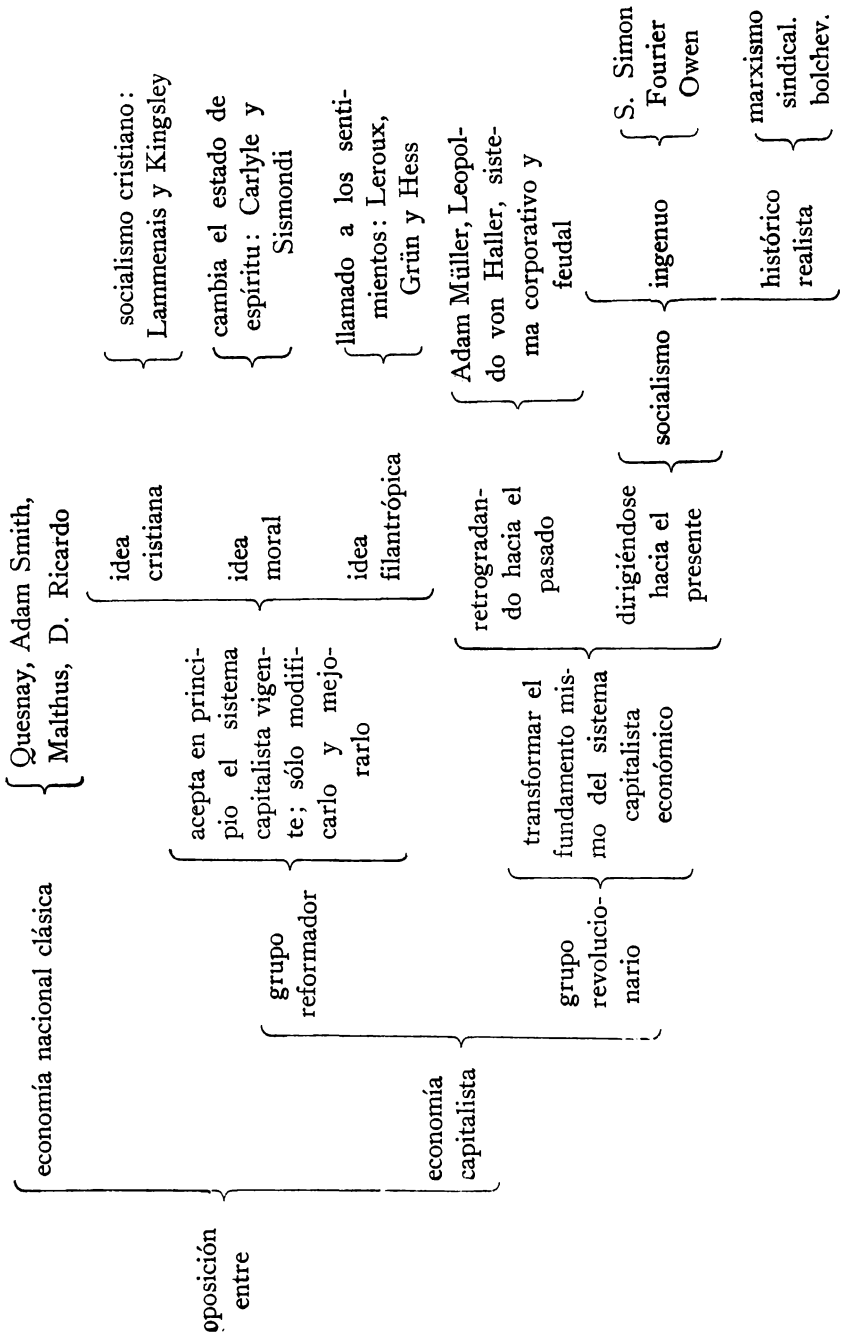 oposición
entre
economía nacional clásica
Quesnay, Adam Smith,
Malthus, D. Ricardo
economía
capitalista
grupo
reformador
acepta en princi-
pio el sistema
capitalista vigen-
te; sólo modifi-
carlo y mejo-
rarlo
idea
cristiana
socialismo cristiano:
Lammenais y Kingsley
idea
moral
cambia el estado de
espíritu: Carlyle y
Sismondi
idea
filantrópica
llamado a los senti-
mientos: Leroux,
Grün y Hess
grupo
revolucio-
nario
transformar el
fundamento mis-
mo del sistema
capitalista
económico
retrogradan-
do hacia el
pasado
Adam Müller, Leopol-
do von Haller, siste-
ma corporativo y
feudal
dirigiéndose
hacia el
presente
socialismo
ingenuo
S. Simon
Fourier
Owen
histórico
realista
marxismo
sindical.
bolchev.